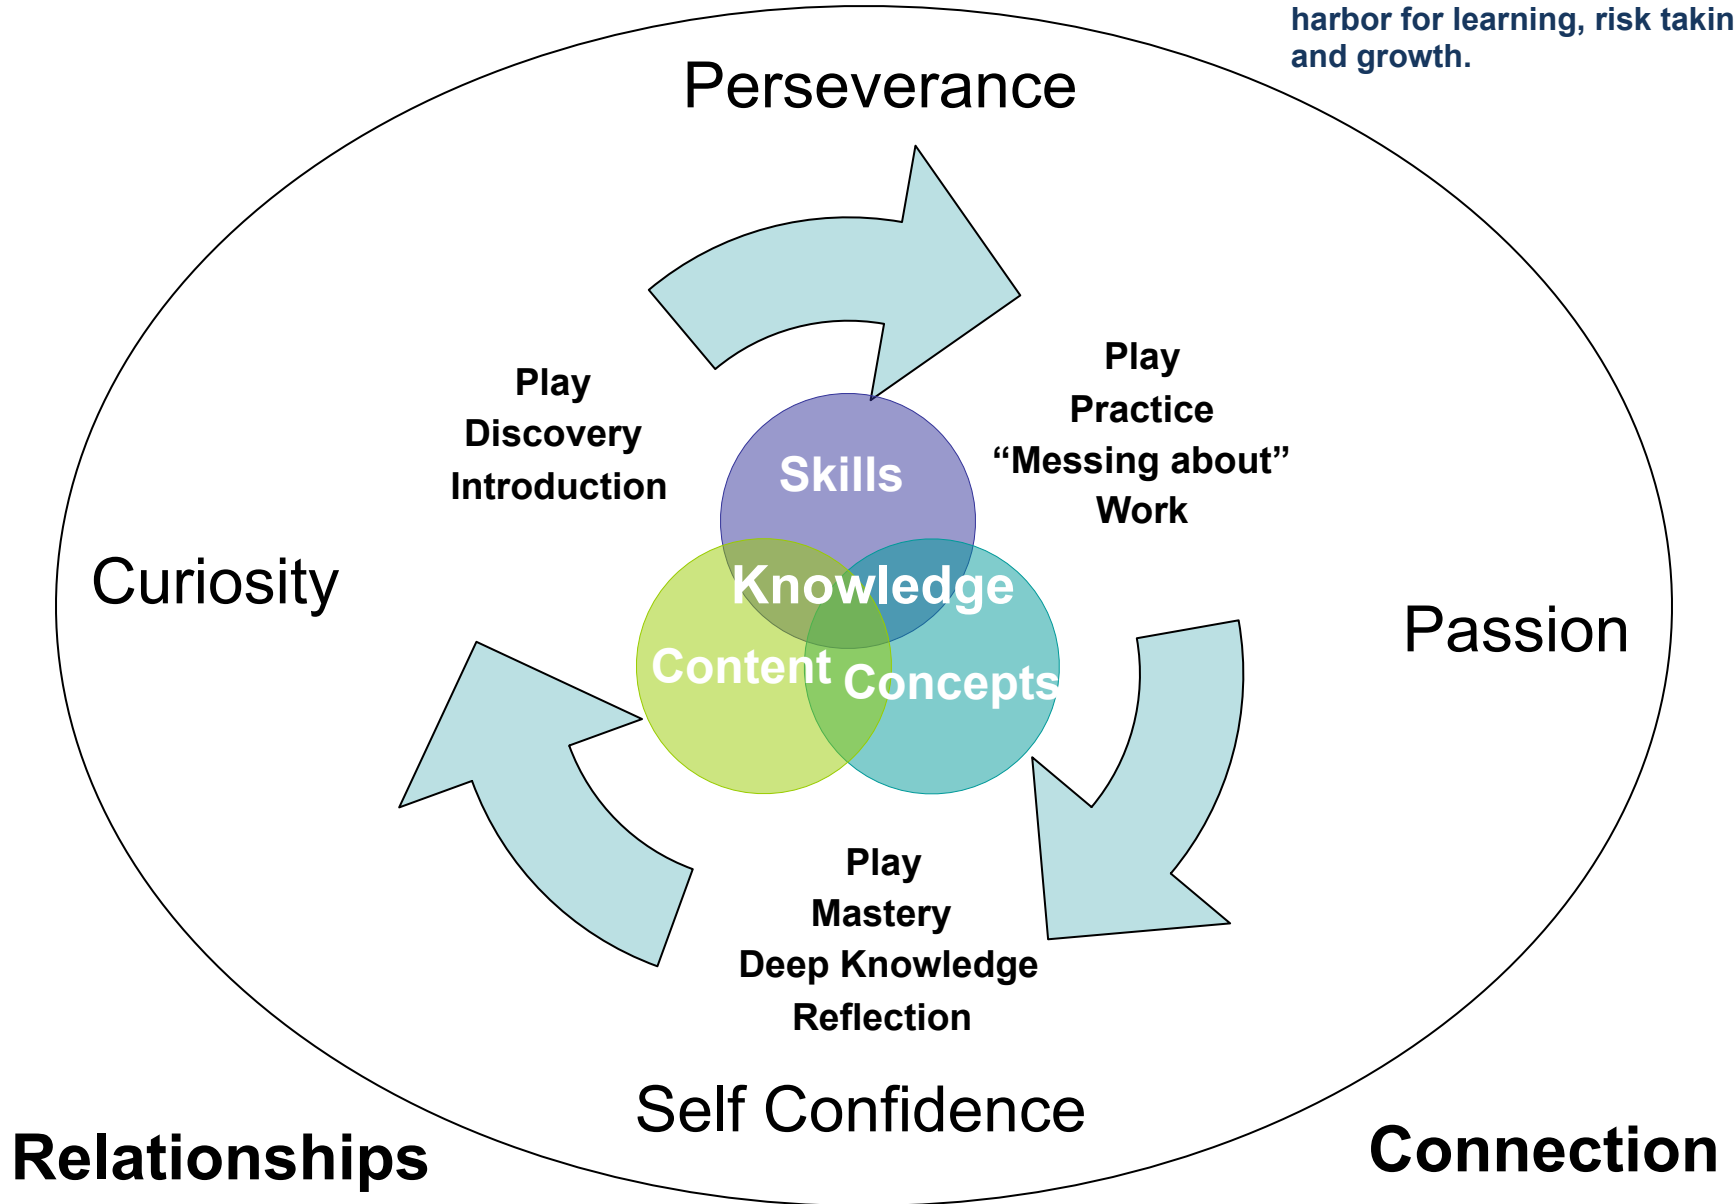 harbor for learning, risk takin
and growth.
Perseverance
Play
Discovery
Introduction
Play
Practice
“Messing about”
Work
Skills
Knowledge
Content
Concepts
Curiosity
Passion
Play
Mastery
Deep Knowledge
Reflection
Self Confidence
Relationships
Connection